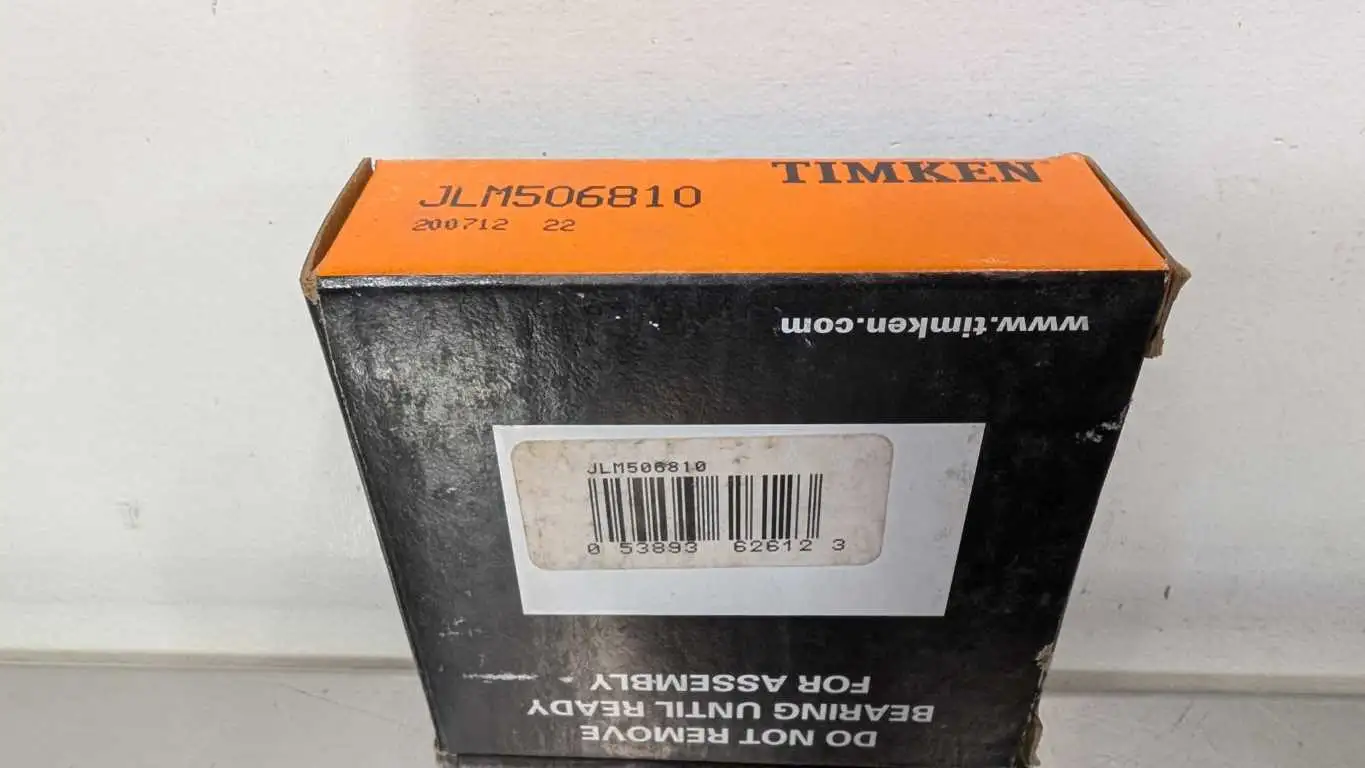 TIMKEN
JLM506810
200712 22
www.timken.com
JLM506810
0 53893 62612 3
DO NOT REMOVE
BEARING UNTIL READY
FOR ASSEMBLY